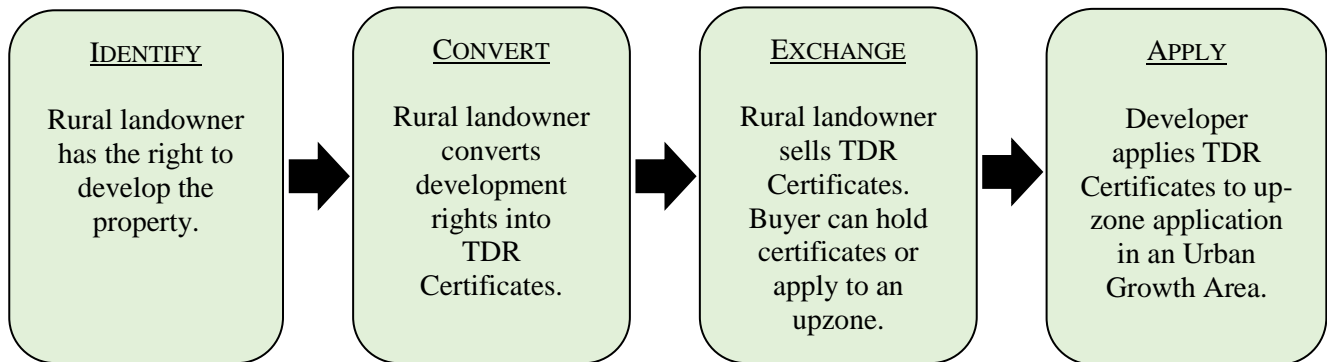 IDENTIFY
Rural landowner
has the right to
develop the
property.
CONVERT
Rural landowner
converts
development
rights into
TDR
Certificates.
EXCHANGE
Rural landowner
sells TDR
Certificates.
Buyer can hold
certificates or
apply to an
upzone.
APPLY
Developer
applies TDR
Certificates to up-
zone application
in an Urban
Growth Area.